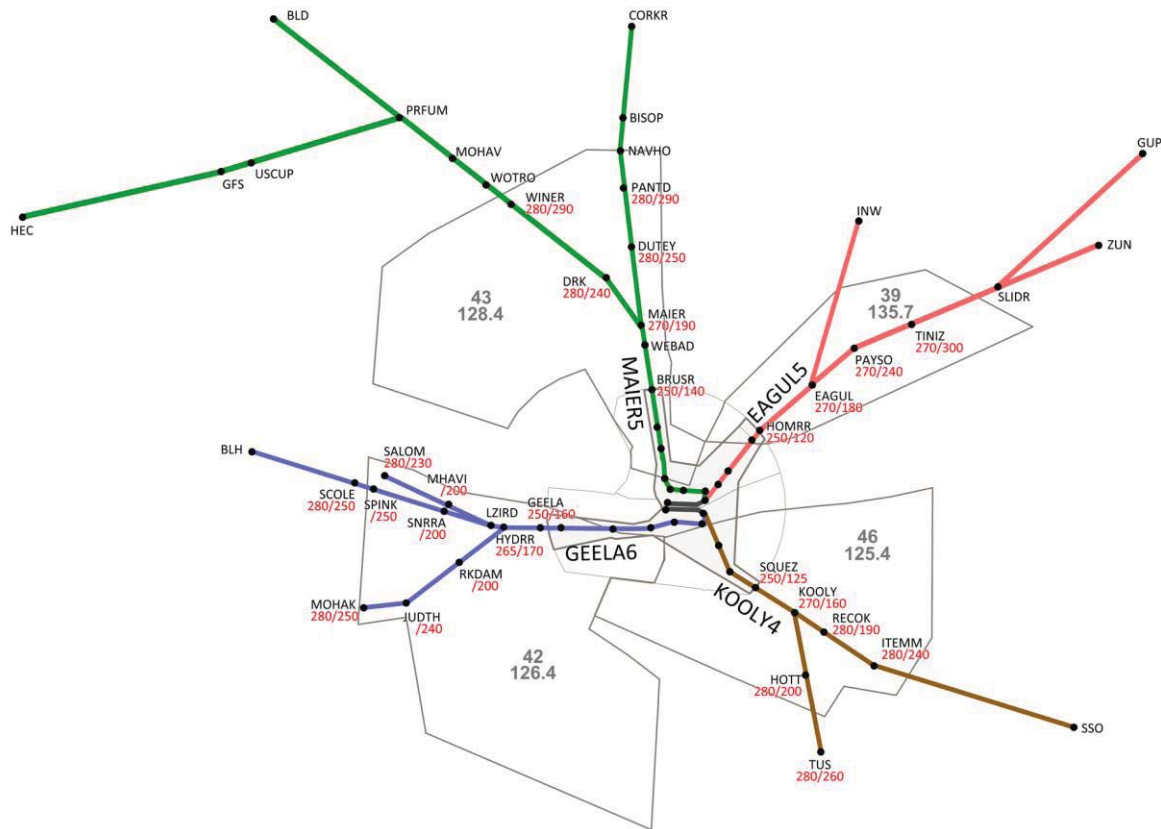 BLD
CORKR
PRFUM
BISOP
GUP
MOHAV
NAVHO
USCUP
GFS
WOTRO
PANTD
280/290
WINER
280/290
INW
HEC
DUTEY
280/250
ZUN
DRK
280/240
SLIDR
43
128.4
39
135.7
MAIER
270/190
TINIZ
270/300
WEBAD
PAYSO
270/240
MAIER5
BRUSR
250/140
EAGUL5
EAGUL
270/180
HOMRR
250/120
BLH
SALOM
280/230
MHAVI
/200
SCOLE
280/250
SPINK
/250
SNRRA
/200
LZIRD
GEELA
250/160
HYDRR
265/170
GEELA6
46
125.4
RKDAM
/200
SQUEZ
250/125
KOOLY4
KOOLY
270/160
MOHAK
280/250
JUDTH
/240
RECOK
280/190
ITEMM
280/240
42
126.4
HOTT
280/200
SSO
TUS
280/260